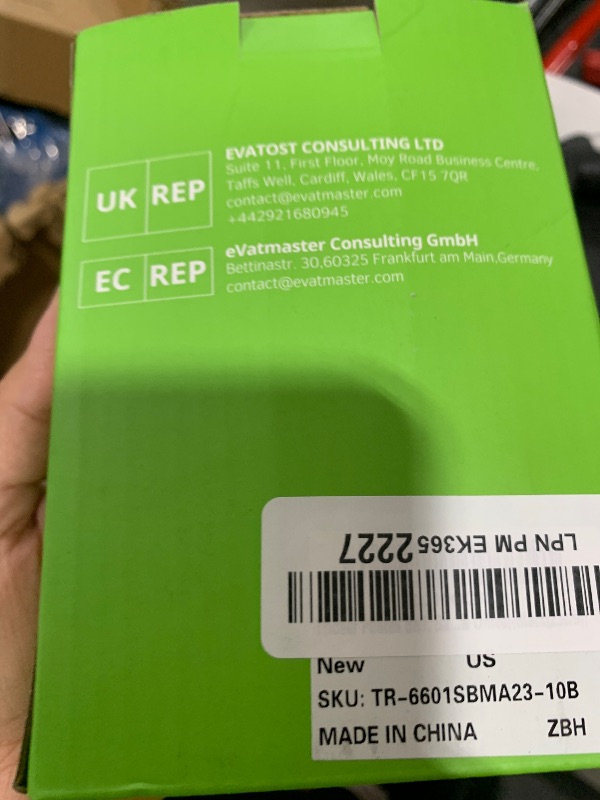 UK REP
EVATOST CONSULTING LTD
Suite 11, First Floor, Moy Road Business Centre,
Taffs Well, Cardiff, Wales, CF15 7QR
contact@evatmaster.com
+442921680945
EC REP
eVatmaster Consulting GmbH
Bettinastr. 30,60325 Frankfurt am Main,Germany
contact@evatmaster.com
LPN PM EK365 2227
New US
SKU: TR-6601SBMA23-10B
MADE IN CHINA ZBH